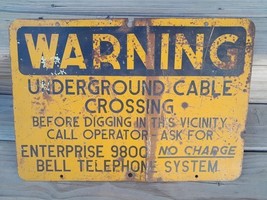 WARNING
UNDERGROUND CABLE
CROSSING
BEFORE DIGGING IN THIS VICINITY
CALL OPERATOR - ASK FOR
ENTERPRISE 9800 NO CHARGE
BELL TELEPHONE SYSTEM